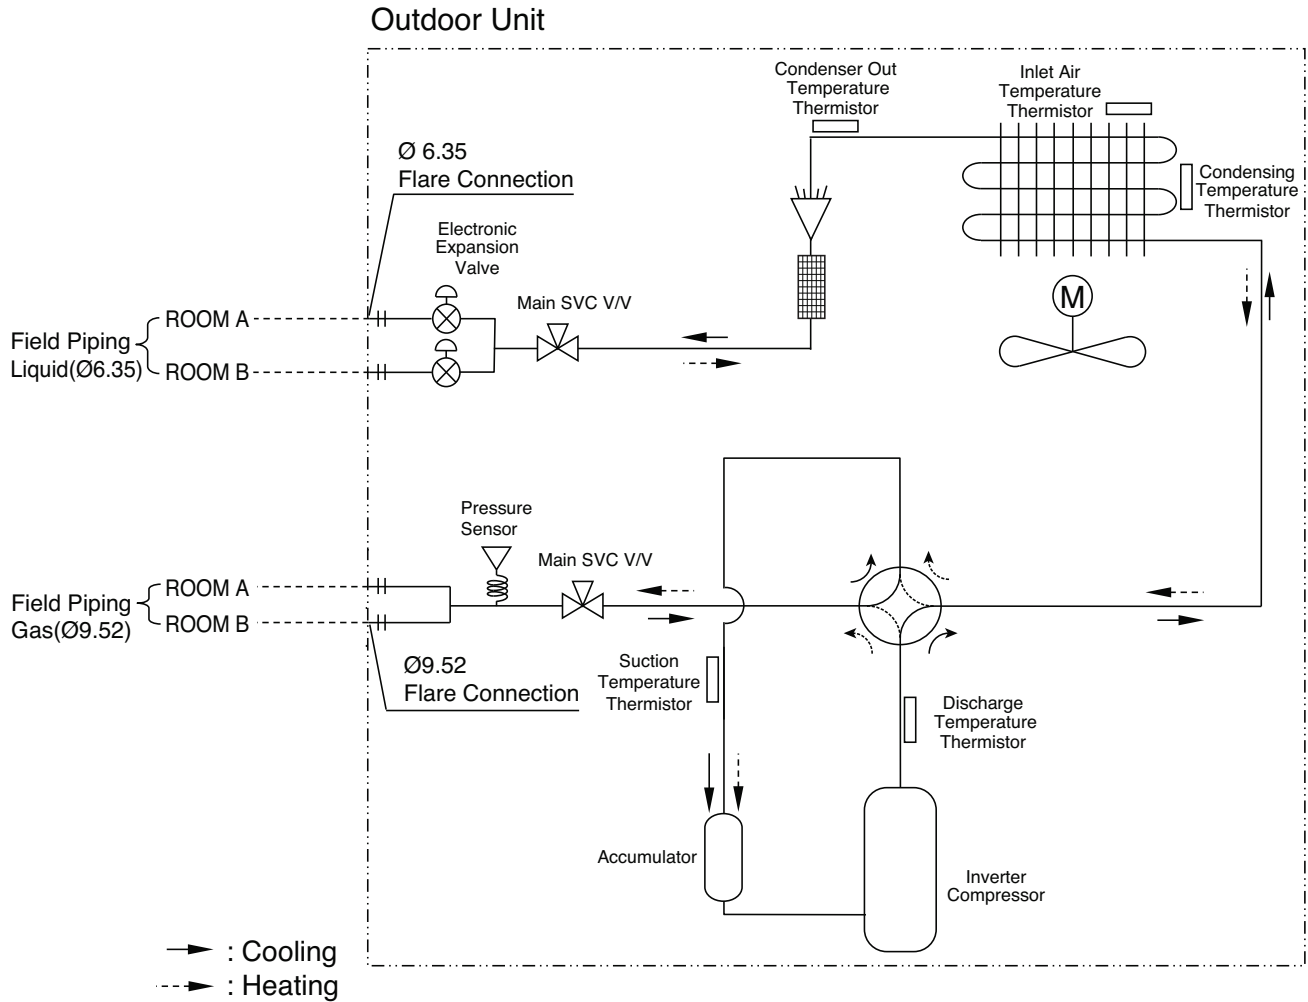 Outdoor Unit
Condenser Out
Temperature
Thermistor
Inlet Air
Temperature
Thermistor
Ø 6.35
Flare Connection
Condensing
Temperature
Thermistor
Electronic
Expansion
Valve
M
Main SVC V/V
ROOM A
Field Piping
Liquid(Ø6.35)
ROOM B
Pressure
Sensor
Main SVC V/V
ROOM A
Field Piping
Gas(Ø9.52)
ROOM B
Ø9.52
Flare Connection
Suction
Temperature
Thermistor
Discharge
Temperature
Thermistor
Accumulator
Inverter
Compressor
: Cooling
: Heating